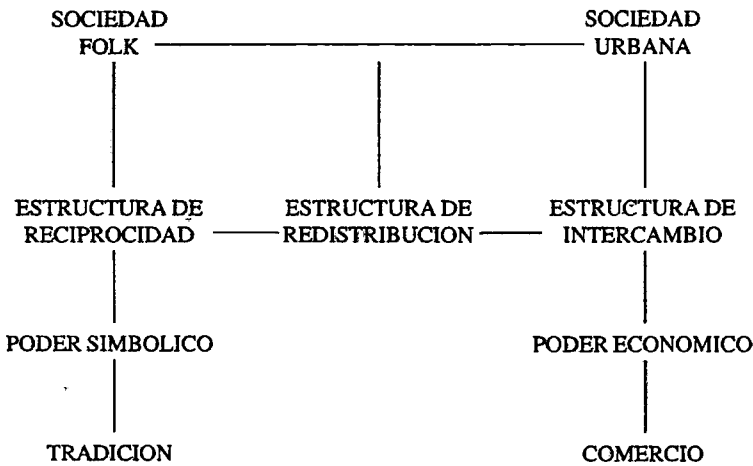 SOCIEDAD
FOLK
SOCIEDAD
URBANA
ESTRUCTURA DE
RECIPROCIDAD
ESTRUCTURA DE
REDISTRIBUCION
ESTRUCTURA DE
INTERCAMBIO
PODER SIMBOLICO
PODER ECONOMICO
TRADICION
COMERCIO